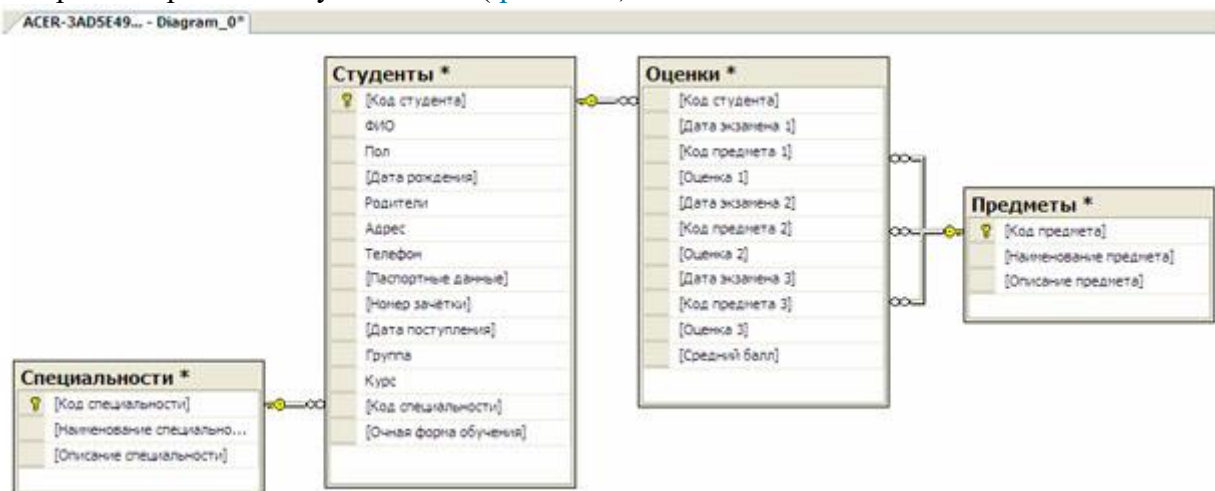 ACER-3AD5E49... - Diagram_0*
Студенты *
[Код студента]
ФИО
Пол
[Дата рождения]
Родители
Адрес
Телефон
[Паспортные данные]
[Номер зачётки]
[Дата поступления]
Группа
Курс
[Код специальности]
[Очная форма обучения]
Оценки *
[Код студента]
[Дата экзамена 1]
[Код предмета 1]
[Оценка 1]
[Дата экзамена 2]
[Код предмета 2]
[Оценка 2]
[Дата экзамена 3]
[Код предмета 3]
[Оценка 3]
[Средний балл]
Предметы *
[Код предмета]
[Наименование предмета]
[Описание предмета]
Специальности *
[Код специальности]
[Наименование специально...
[Описание специальности]